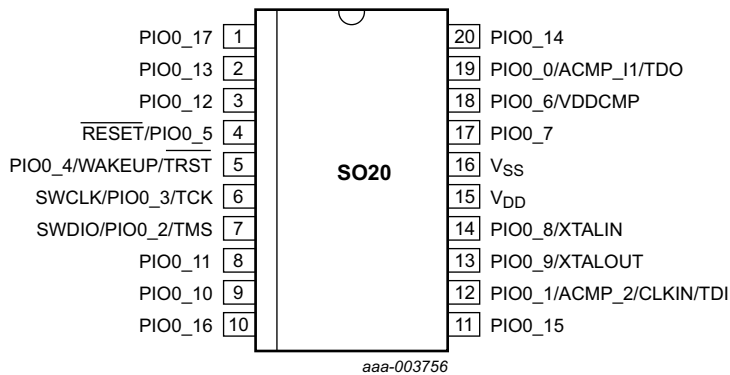 PIO0_17 1
PIO0_13 2
PIO0_12 3
RESET/PIO0_5 4
PIO0_4/WAKEUP/TRST 5
SWCLK/PIO0_3/TCK 6
SWDIO/PIO0_2/TMS 7
PIO0_11 8
PIO0_10 9
PIO0_16 10
SO20
20 PIO0_14
19 PIO0_0/ACMP_I1/TDO
18 PIO0_6/VDDCMP
17 PIO0_7
16 VSS
15 VDD
14 PIO0_8/XTALIN
13 PIO0_9/XTALOUT
12 PIO0_1/ACMP_2/CLKIN/TDI
11 PIO0_15
aaa-003756